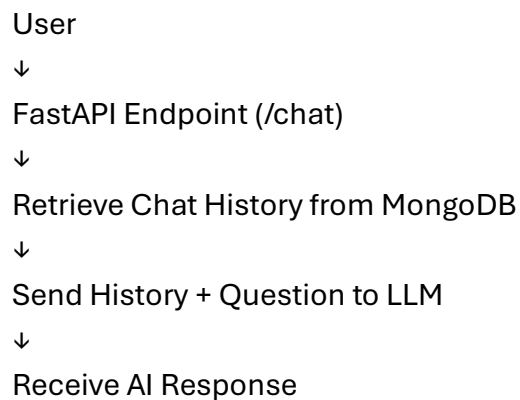 User
↓
FastAPI Endpoint (/chat)
↓
Retrieve Chat History from MongoDB
↓
Send History + Question to LLM
↓
Receive AI Response